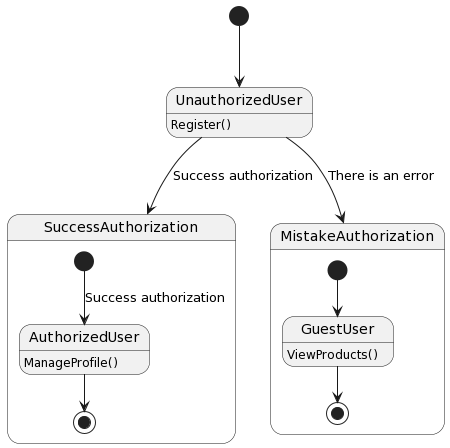 UnauthorizedUser
Register()
Success authorization
There is an error
SuccessAuthorization
MistakeAuthorization
Success authorization
AuthorizedUser
ManageProfile()
GuestUser
ViewProducts()